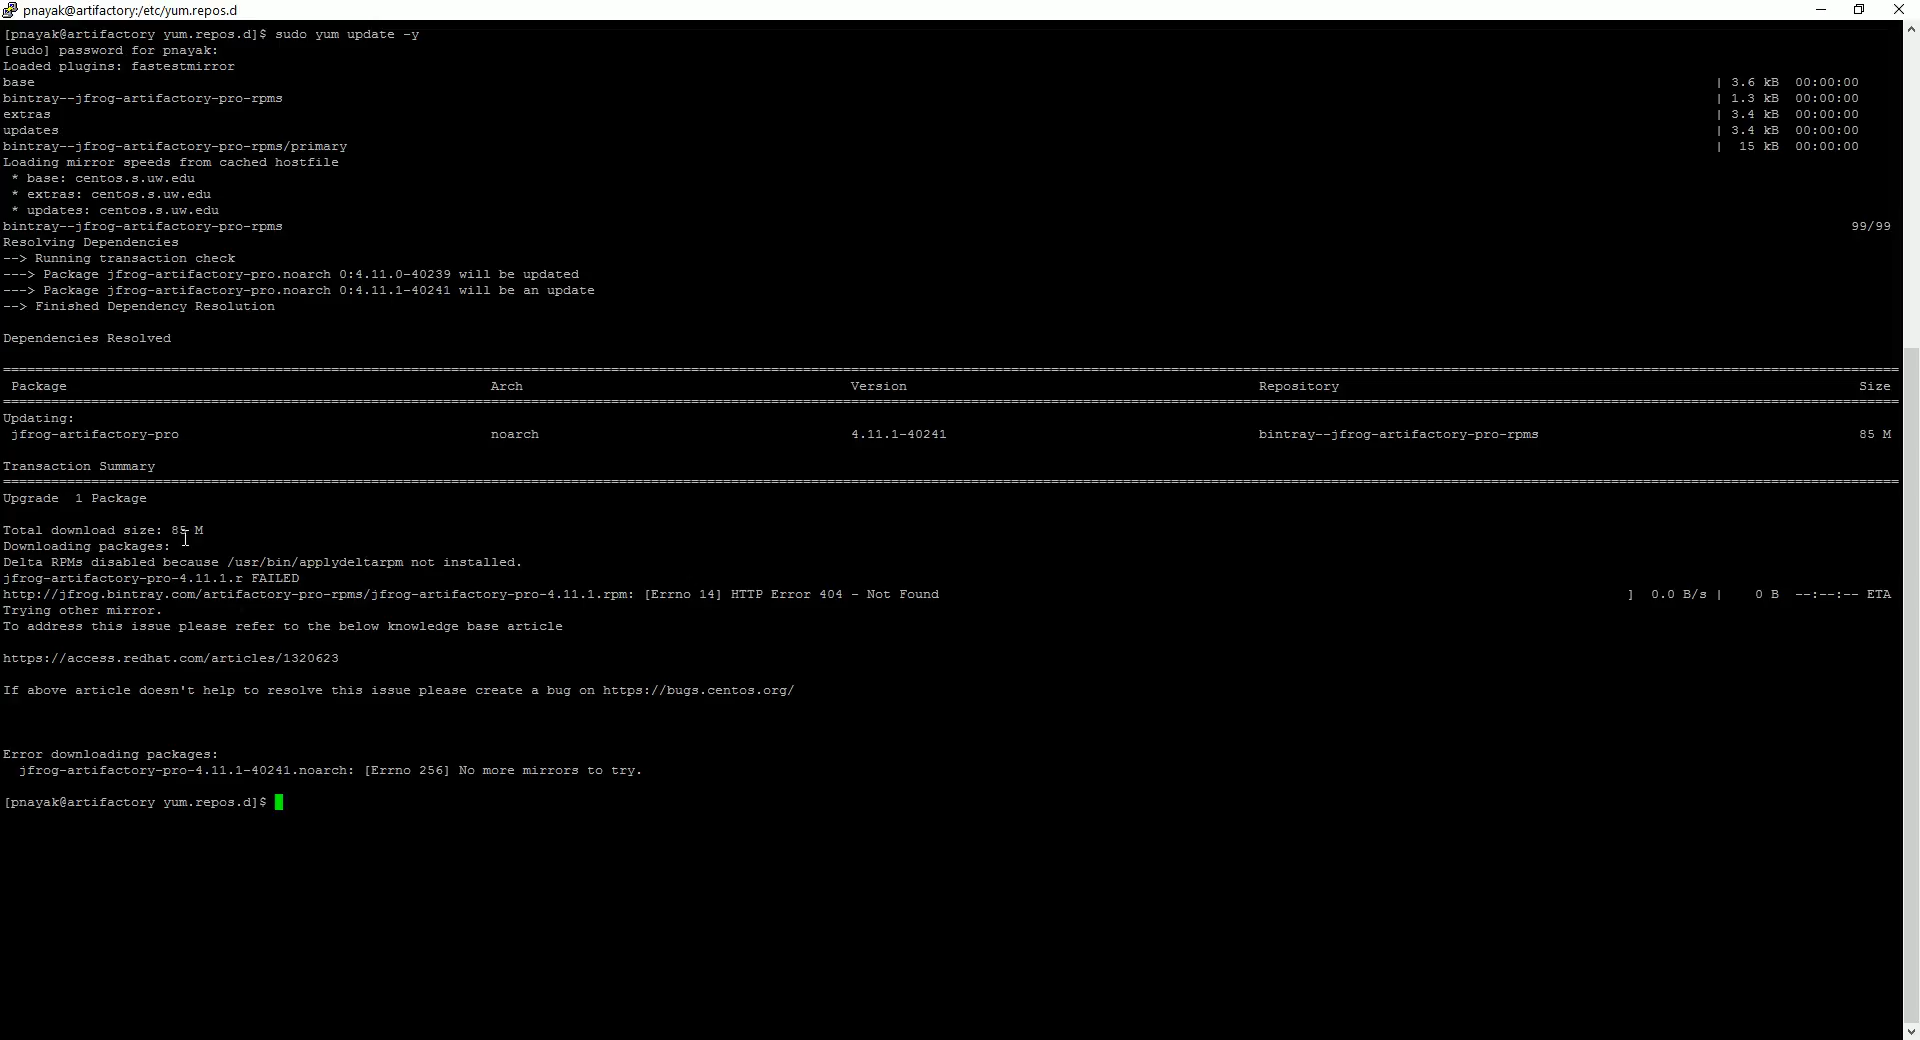 pnayak@artifactory:/etc/yum.repos.d
[pnayak@artifactory yum.repos.d]$ sudo yum update -y
[sudo] password for pnayak:
Loaded plugins: fastestmirror
base | 3.6 kB 00:00:00
bintray--jfrog-artifactory-pro-rpms | 1.3 kB 00:00:00
extras | 3.4 kB 00:00:00
updates | 3.4 kB 00:00:00
bintray--jfrog-artifactory-pro-rpms/primary | 15 kB 00:00:00
Loading mirror speeds from cached hostfile
* base: centos.s.uw.edu
* extras: centos.s.uw.edu
* updates: centos.s.uw.edu
bintray--jfrog-artifactory-pro-rpms 99/99
Resolving Dependencies
--> Running transaction check
---> Package jfrog-artifactory-pro.noarch 0:4.11.0-40239 will be updated
---> Package jfrog-artifactory-pro.noarch 0:4.11.1-40241 will be an update
--> Finished Dependency Resolution
Dependencies Resolved
Package Arch Version Repository Size
Updating:
jfrog-artifactory-pro noarch 4.11.1-40241 bintray--jfrog-artifactory-pro-rpms 85 M
Transaction Summary
Upgrade 1 Package
Total download size: 85 M
Downloading packages:
Delta RPMs disabled because /usr/bin/applydeltarpm not installed.
jfrog-artifactory-pro-4.11.1.r FAILED
http://jfrog.bintray.com/artifactory-pro-rpms/jfrog-artifactory-pro-4.11.1.rpm: [Errno 14] HTTP Error 404 - Not Found ] 0.0 B/s | 0 B --:--:-- ETA
Trying other mirror.
To address this issue please refer to the below knowledge base article
https://access.redhat.com/articles/1320623
If above article doesn't help to resolve this issue please create a bug on https://bugs.centos.org/
Error downloading packages:
jfrog-artifactory-pro-4.11.1-40241.noarch: [Errno 256] No more mirrors to try.
[pnayak@artifactory yum.repos.d]$